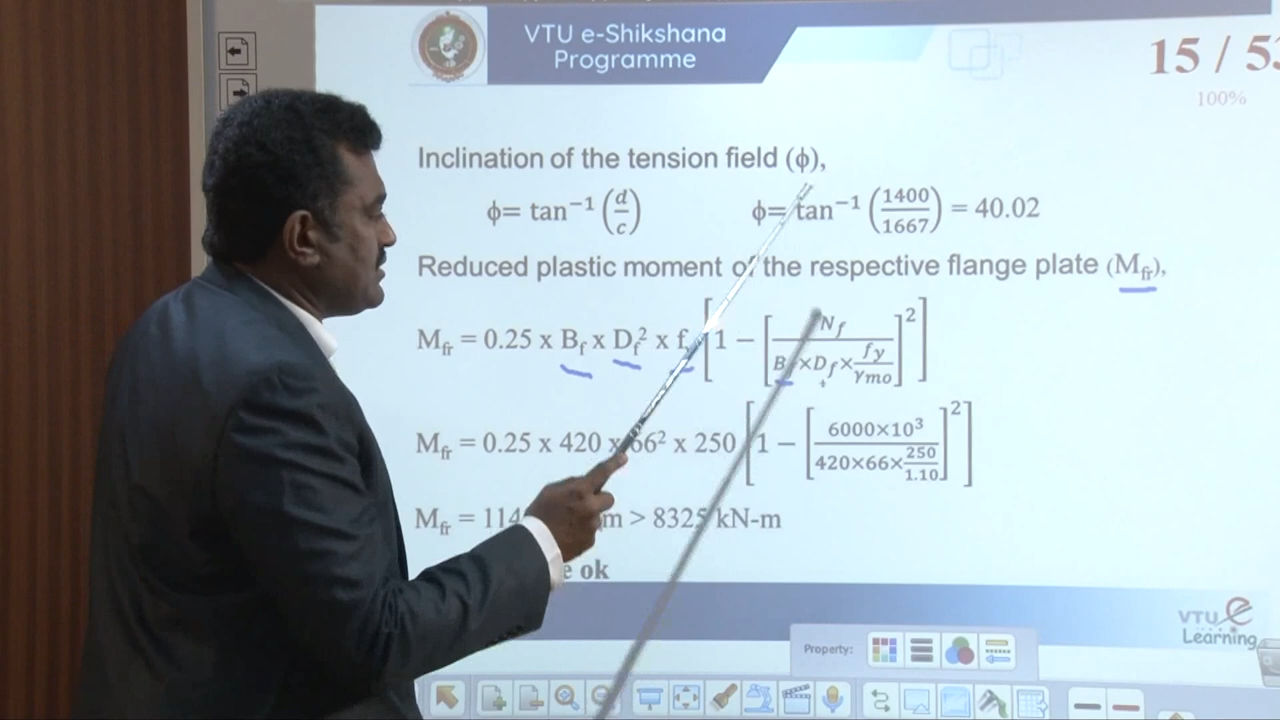 VTU e-Shikshana
Programme
15 / 53
100%
Inclination of the tension field (ϕ),
ϕ= tan⁻¹ (d/c) ϕ= tan⁻¹ (1400/1667) = 40.02
Reduced plastic moment of the respective flange plate (Mfr),
Mfr = 0.25 x Bf x Df² x fy [1 − [Nf / (Bf×Df×fy/γmo)]²]
Mfr = 0.25 x 420 x 66² x 250 [1 − [6000×10³ / (420×66×250/1.10)]²]
Mfr = 114 m > 8325 kN-m
e ok
VTU e
Learning
Property: